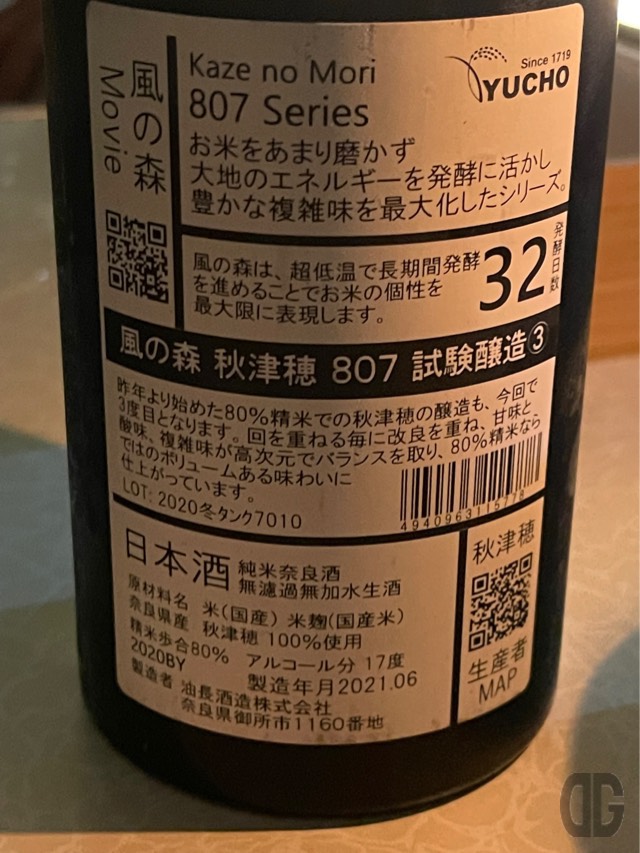 風の森
Movie
Kaze no Mori
807 Series
Since 1719
YUCHO
お米をあまり磨かず
大地のエネルギーを発酵に活かし
豊かな複雑味を最大化したシリーズ。
風の森は、超低温で長期間発酵
を進めることでお米の個性を
最大限に表現します。
32
発酵日数
風の森 秋津穂 807 試験醸造③
昨年より始めた80%精米での秋津穂の醸造も、今回で
3度目となります。回を重ねる毎に改良を重ね、甘味と
酸味、複雑味が高次元でバランスを取り、80%精米なら
ではのボリュームある味わいに
仕上がっています。
LOT: 2020冬タンク7010
4940963115778
日本酒
純米奈良酒
無濾過無加水生酒
原材料名 米(国産) 米麹(国産米)
奈良県産 秋津穂 100%使用
精米歩合80% アルコール分 17度
2020BY 製造年月2021.06
製造者 油長酒造株式会社
奈良県御所市1160番地
秋津穂
生産者
MAP
DG